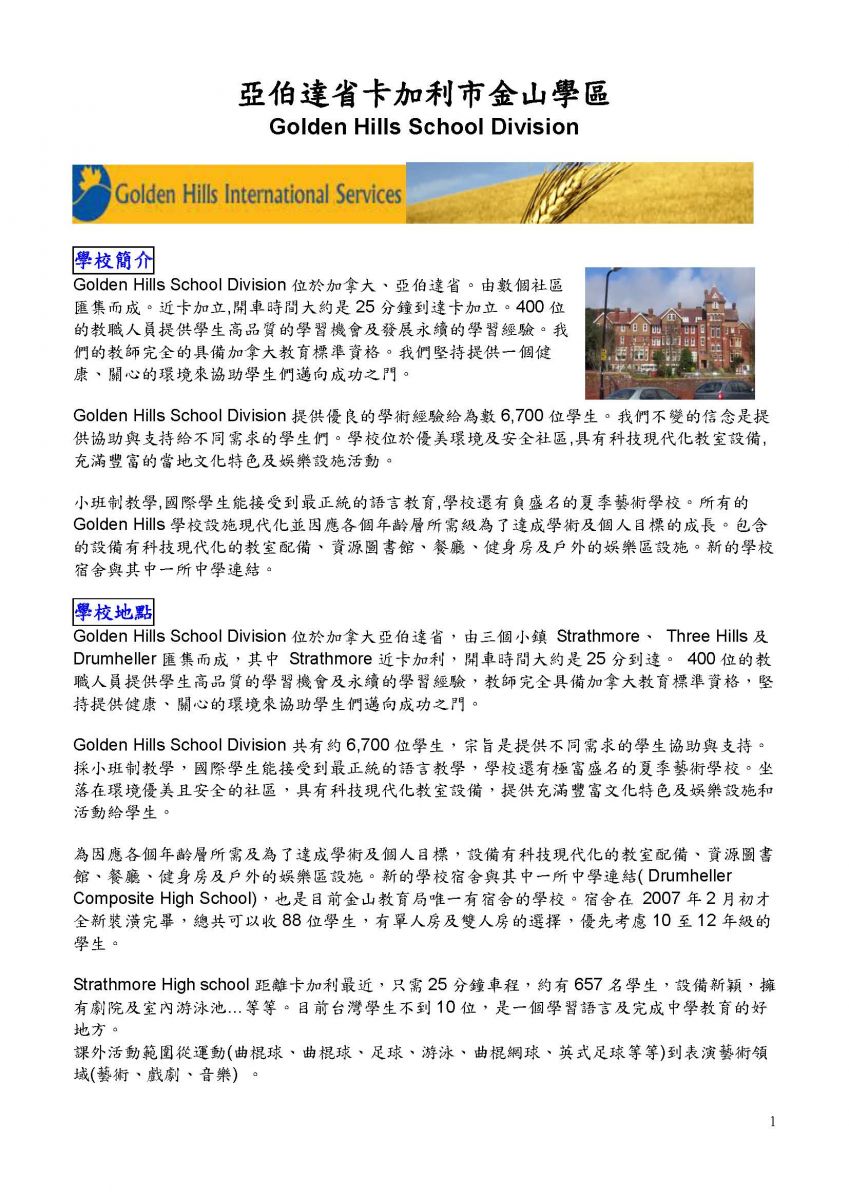 亞伯達省卡加利市金山學區
Golden Hills School Division
Golden Hills International Services
學校簡介
Golden Hills School Division 位於加拿大、亞伯達省。由數個社區
匯集而成。近卡加立,開車時間大約是 25 分鐘到達卡加立。400 位
的教職人員提供學生高品質的學習機會及發展永續的學習經驗。我
們的教師完全的具備加拿大教育標準資格。我們堅持提供一個健
康、關心的環境來協助學生們邁向成功之門。
Golden Hills School Division 提供優良的學術經驗給為數 6,700 位學生。我們不變的信念是提
供協助與支持給不同需求的學生們。學校位於優美環境及安全社區,具有科技現代化教室設備,
充滿豐富的當地文化特色及娛樂設施活動。
小班制教學,國際學生能接受到最正統的語言教育,學校還有負盛名的夏季藝術學校。所有的
Golden Hills 學校設施現代化並因應各個年齡層所需級為了達成學術及個人目標的成長。包含
的設備有科技現代化的教室配備、資源圖書館、餐廳、健身房及戶外的娛樂區設施。新的學校
宿舍與其中一所中學連結。
學校地點
Golden Hills School Division 位於加拿大亞伯達省，由三個小鎮 Strathmore、 Three Hills 及
Drumheller 匯集而成，其中 Strathmore 近卡加利，開車時間大約是 25 分到達。 400 位的教
職人員提供學生高品質的學習機會及永續的學習經驗，教師完全具備加拿大教育標準資格，堅
持提供健康、關心的環境來協助學生們邁向成功之門。
Golden Hills School Division 共有約 6,700 位學生，宗旨是提供不同需求的學生協助與支持。
採小班制教學，國際學生能接受到最正統的語言教學，學校還有極富盛名的夏季藝術學校。坐
落在環境優美且安全的社區，具有科技現代化教室設備，提供充滿豐富文化特色及娛樂設施和
活動給學生。
為因應各個年齡層所需及為了達成學術及個人目標，設備有科技現代化的教室配備、資源圖書
館、餐廳、健身房及戶外的娛樂區設施。新的學校宿舍與其中一所中學連結( Drumheller
Composite High School)，也是目前金山教育局唯一有宿舍的學校。宿舍在 2007 年 2 月初才
全新裝潢完畢，總共可以收 88 位學生，有單人房及雙人房的選擇，優先考慮 10 至 12 年級的
學生。
Strathmore High school 距離卡加利最近，只需 25 分鐘車程，約有 657 名學生，設備新穎，擁
有劇院及室內游泳池…等等。目前台灣學生不到 10 位，是一個學習語言及完成中學教育的好
地方。
課外活動範圍從運動(曲棍球、曲棍球、足球、游泳、曲棍網球、英式足球等等)到表演藝術領
域(藝術、戲劇、音樂) 。
1